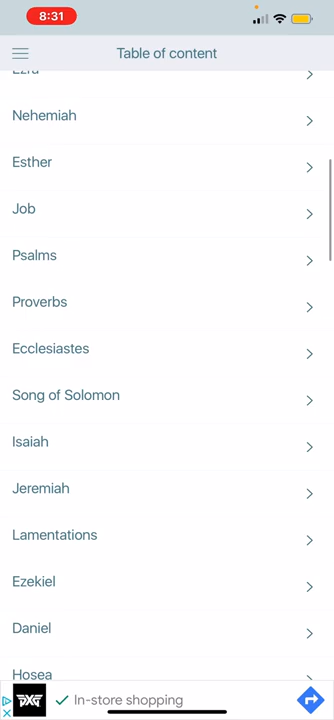 8:31
Table of content
Ezra
Nehemiah
Esther
Job
Psalms
Proverbs
Ecclesiastes
Song of Solomon
Isaiah
Jeremiah
Lamentations
Ezekiel
Daniel
Hosea
PXG
In-store shopping